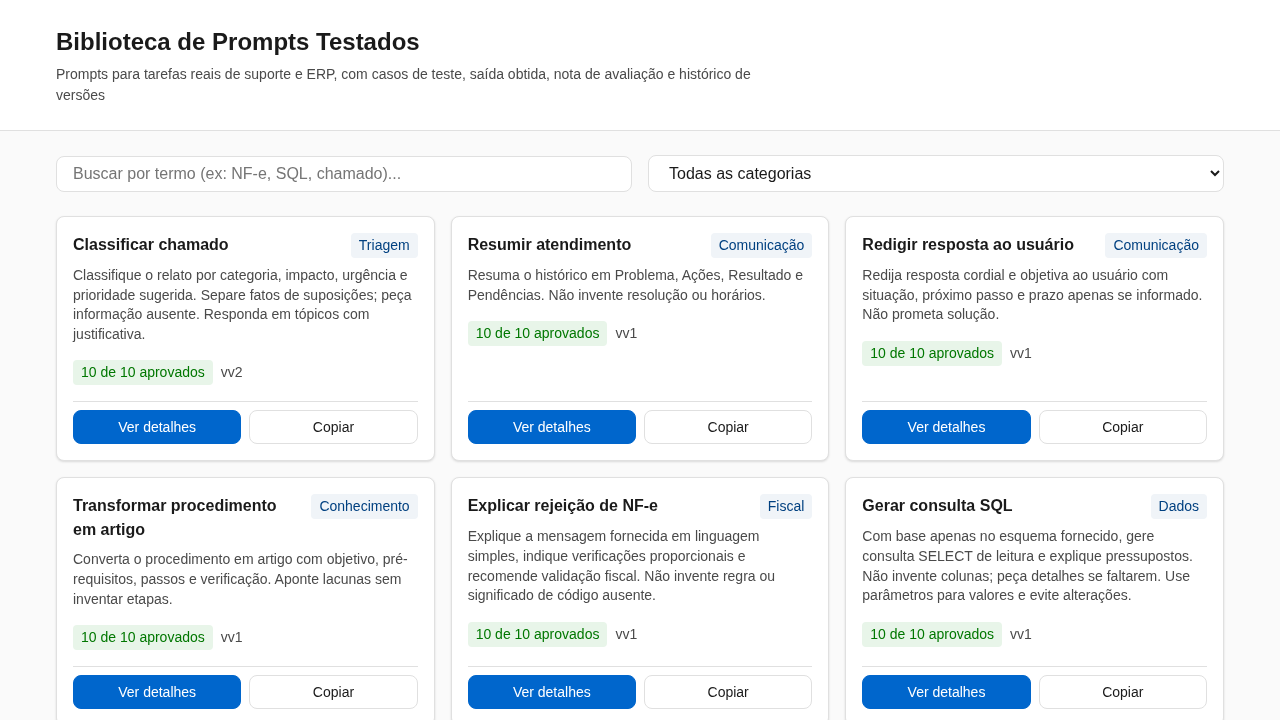 Biblioteca de Prompts Testados
Prompts para tarefas reais de suporte e ERP, com casos de teste, saída obtida, nota de avaliação e histórico de
versões
Buscar por termo (ex: NF-e, SQL, chamado)...
Todas as categorias
Classificar chamado
Triagem
Classifique o relato por categoria, impacto, urgência e
prioridade sugerida. Separe fatos de suposições; peça
informação ausente. Responda em tópicos com
justificativa.
10 de 10 aprovados vv2
Ver detalhes
Copiar
Resumir atendimento
Comunicação
Resuma o histórico em Problema, Ações, Resultado e
Pendências. Não invente resolução ou horários.
10 de 10 aprovados vv1
Ver detalhes
Copiar
Redigir resposta ao usuário
Comunicação
Redija resposta cordial e objetiva ao usuário com
situação, próximo passo e prazo apenas se informado.
Não prometa solução.
10 de 10 aprovados vv1
Ver detalhes
Copiar
Transformar procedimento
em artigo
Conhecimento
Converta o procedimento em artigo com objetivo, pré-
requisitos, passos e verificação. Aponte lacunas sem
inventar etapas.
10 de 10 aprovados vv1
Ver detalhes
Copiar
Explicar rejeição de NF-e
Fiscal
Explique a mensagem fornecida em linguagem
simples, indique verificações proporcionais e
recomende validação fiscal. Não invente regra ou
significado de código ausente.
10 de 10 aprovados vv1
Ver detalhes
Copiar
Gerar consulta SQL
Dados
Com base apenas no esquema fornecido, gere
consulta SELECT de leitura e explique pressupostos.
Não invente colunas; peça detalhes se faltarem. Use
parâmetros para valores e evite alterações.
10 de 10 aprovados vv1
Ver detalhes
Copiar